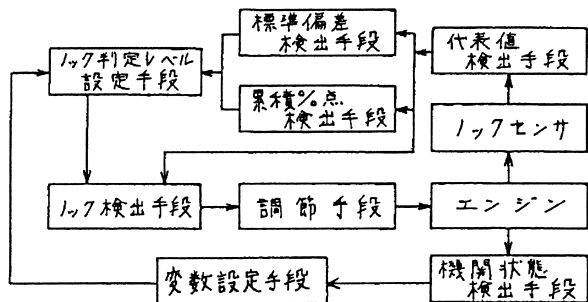 標準偏差
検出手段
代表値
検出手段
ノック判定レベル
設定手段
累積%点
検出手段
ノックセンサ
ノック検出手段
調節手段
エンジン
変数設定手段
機関状態
検出手段